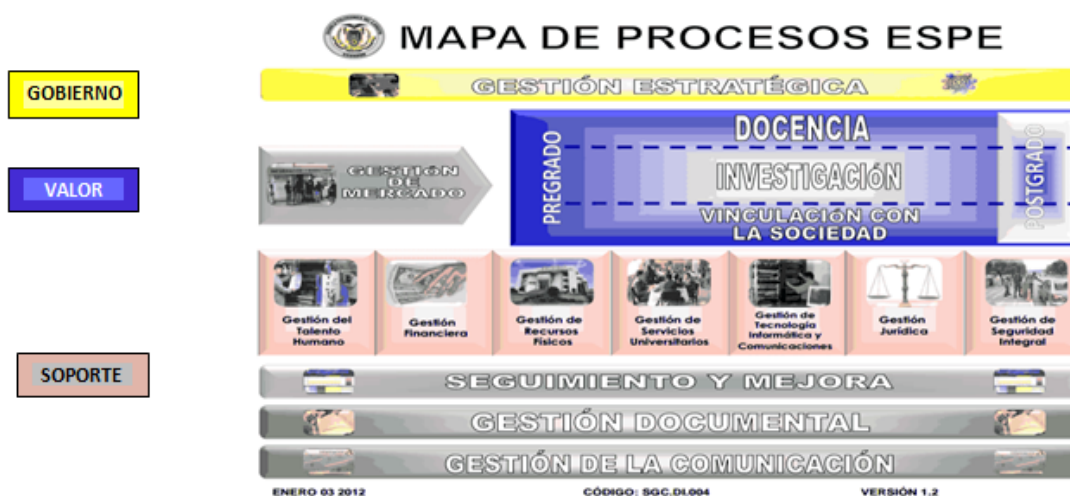 MAPA DE PROCESOS ESPE
GOBIERNO
GESTIÓN ESTRATÉGICA
VALOR
GESTIÓN
DE
MERCADO
PREGRADO
DOCENCIA
INVESTIGACIÓN
VINCULACIÓN CON
LA SOCIEDAD
POSTGRADO
SOPORTE
Gestión del
Talento
Humano
Gestión
Financiera
Gestión de
Recursos
Físicos
Gestión de
Servicios
Universitarios
Gestión de
Tecnología
Informática y
Comunicaciones
Gestión
Jurídica
Gestión de
Seguridad
Integral
SEGUIMIENTO Y MEJORA
GESTIÓN DOCUMENTAL
GESTIÓN DE LA COMUNICACIÓN
ENERO 03 2012
CÓDIGO: SGC.DI.004
VERSIÓN 1.2